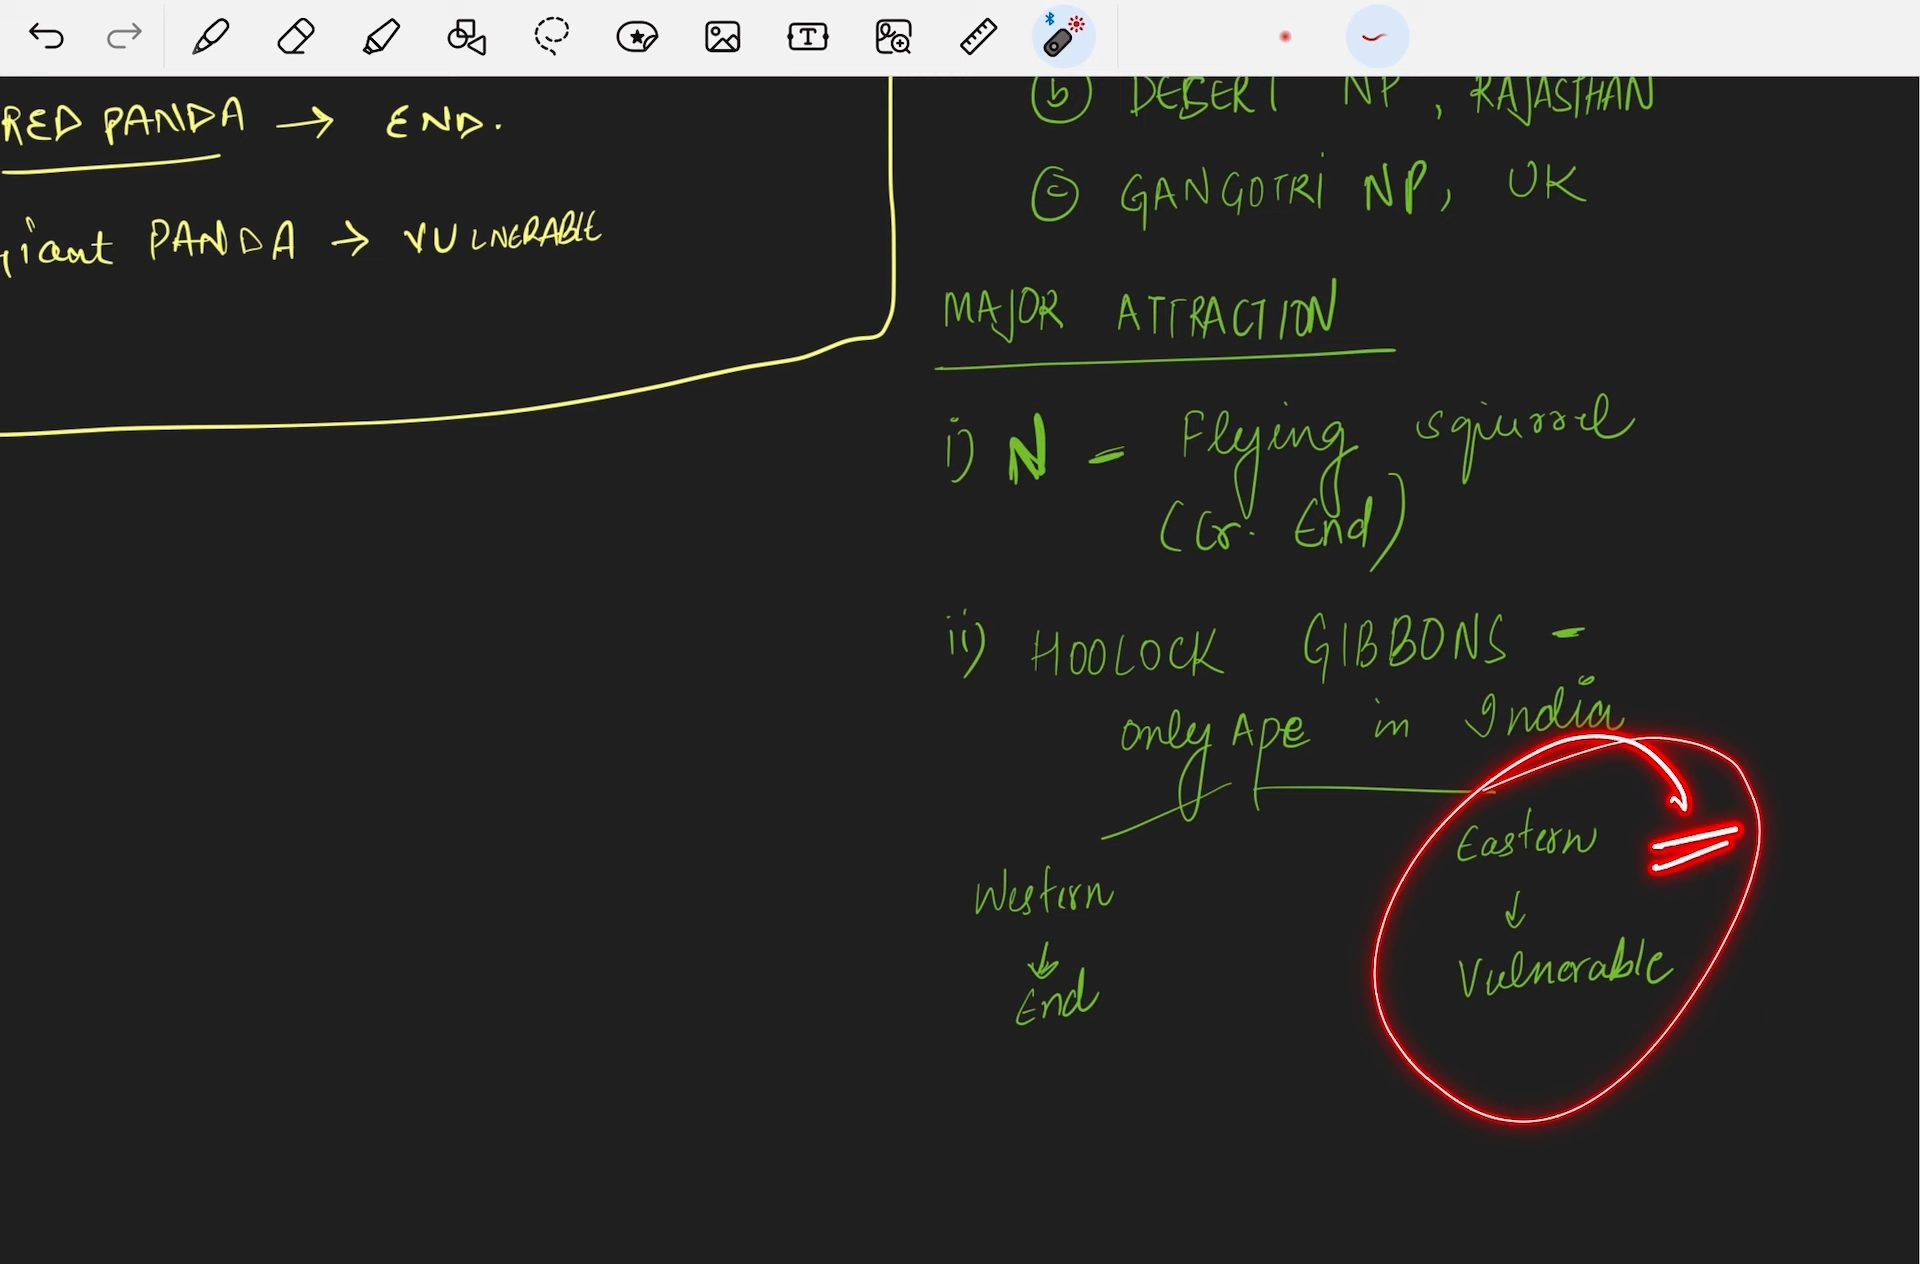 RED PANDA → END.
Giant PANDA → VULNERABLE
(b) DESERT NP, RAJASTHAN
(c) GANGOTRI NP, UK
MAJOR ATTRACTION
i) N - Flying squirrel
(Cr. End)
ii) HOOLOCK GIBBONS -
only Ape in India
Western
↓
End
Eastern
↓
Vulnerable